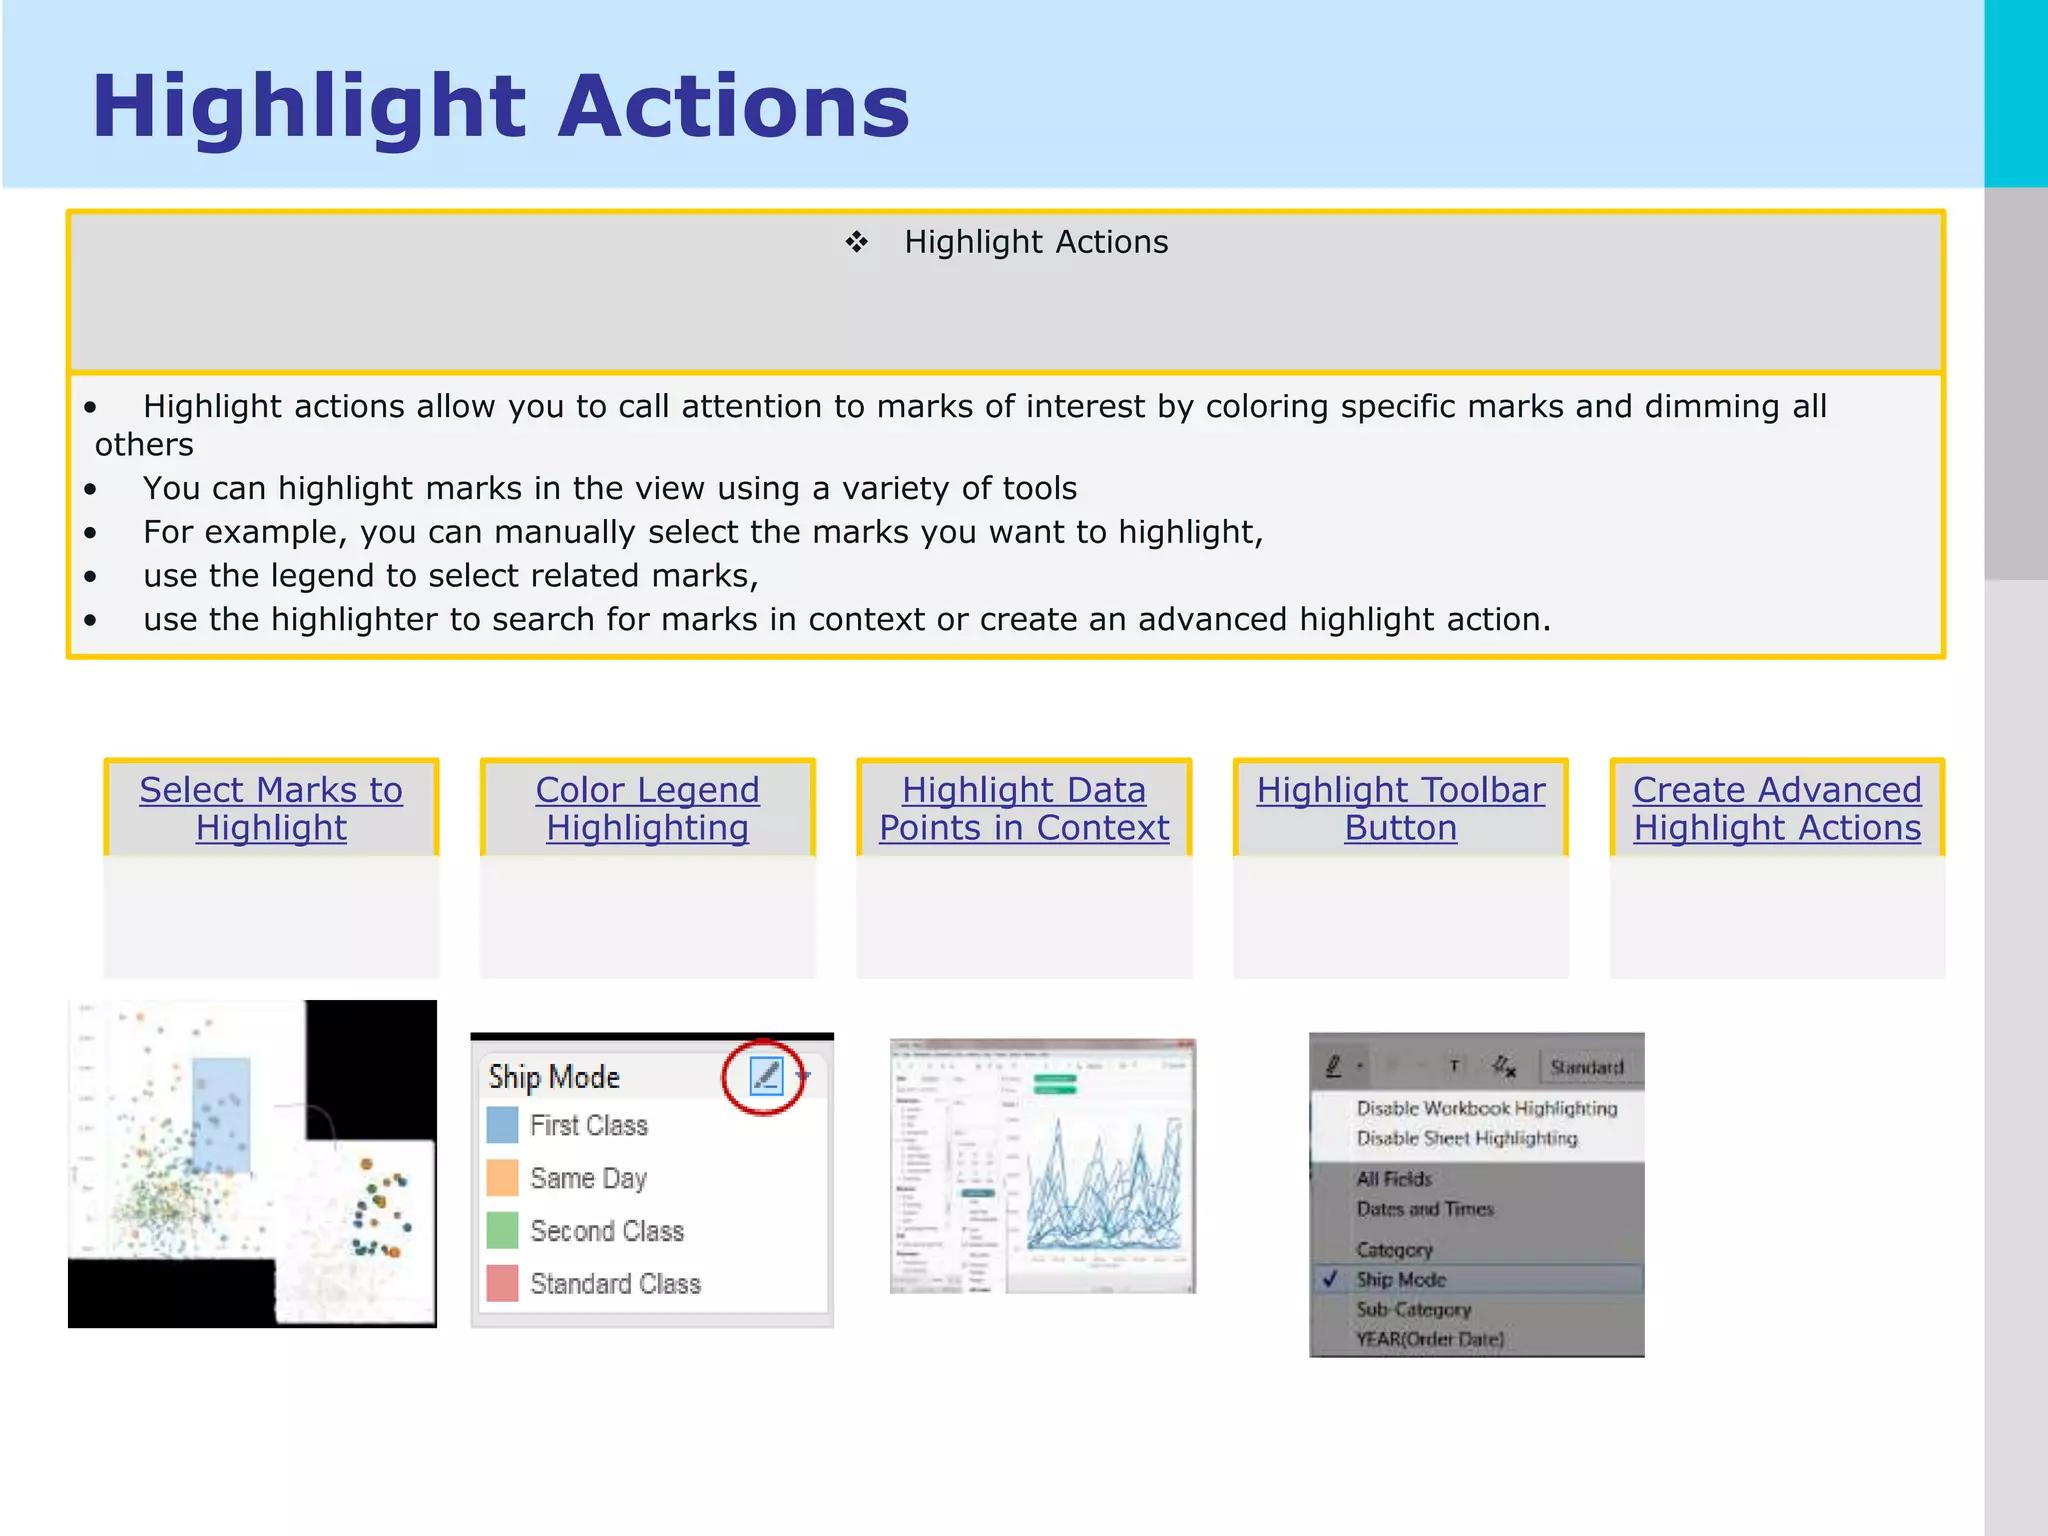 Highlight Actions
❖ Highlight Actions
• Highlight actions allow you to call attention to marks of interest by coloring specific marks and dimming all
others
• You can highlight marks in the view using a variety of tools
• For example, you can manually select the marks you want to highlight,
• use the legend to select related marks,
• use the highlighter to search for marks in context or create an advanced highlight action.
Select Marks to
Highlight
Color Legend
Highlighting
Highlight Data
Points in Context
Highlight Toolbar
Button
Create Advanced
Highlight Actions
Ship Mode
First Class
Same Day
Second Class
Standard Class
T Standard
Disable Workbook Highlighting
Disable Sheet Highlighting
All Fields
Dates and Times
Category
Ship Mode
Sub-Category
YEAR(Order Date)